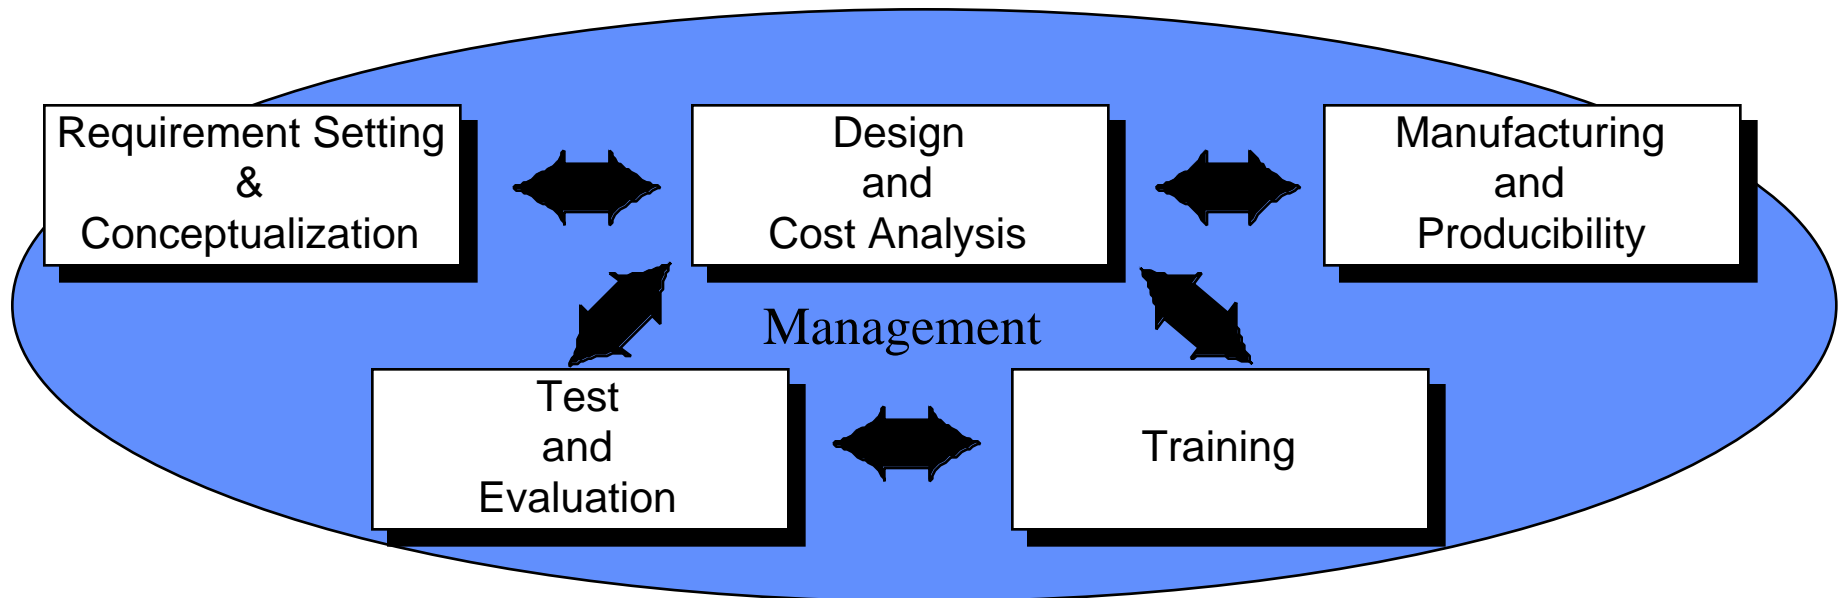 Requirement Setting
&
Conceptualization
Design
and
Cost Analysis
Manufacturing
and
Producibility
Management
Test
and
Evaluation
Training